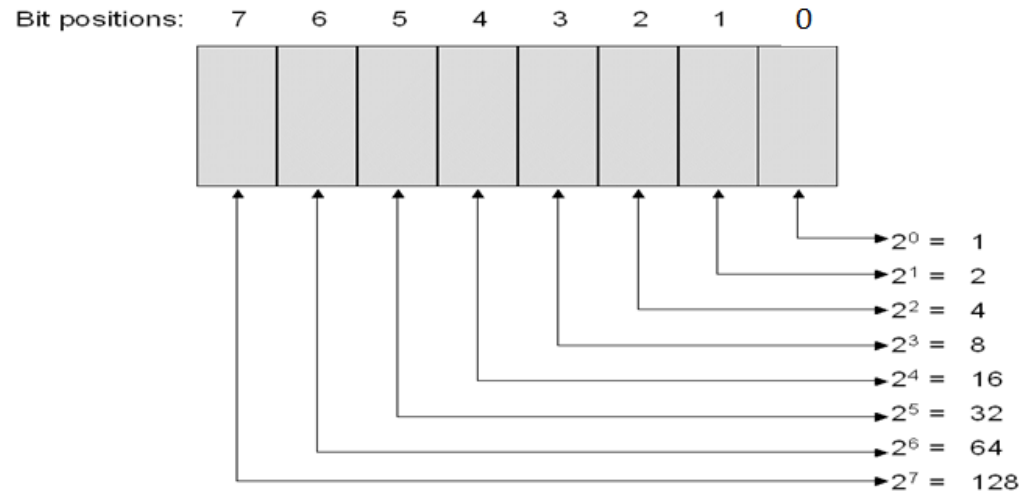 Bit positions: 7 6 5 4 3 2 1 0
2⁰ = 1
2¹ = 2
2² = 4
2³ = 8
2⁴ = 16
2⁵ = 32
2⁶ = 64
2⁷ = 128